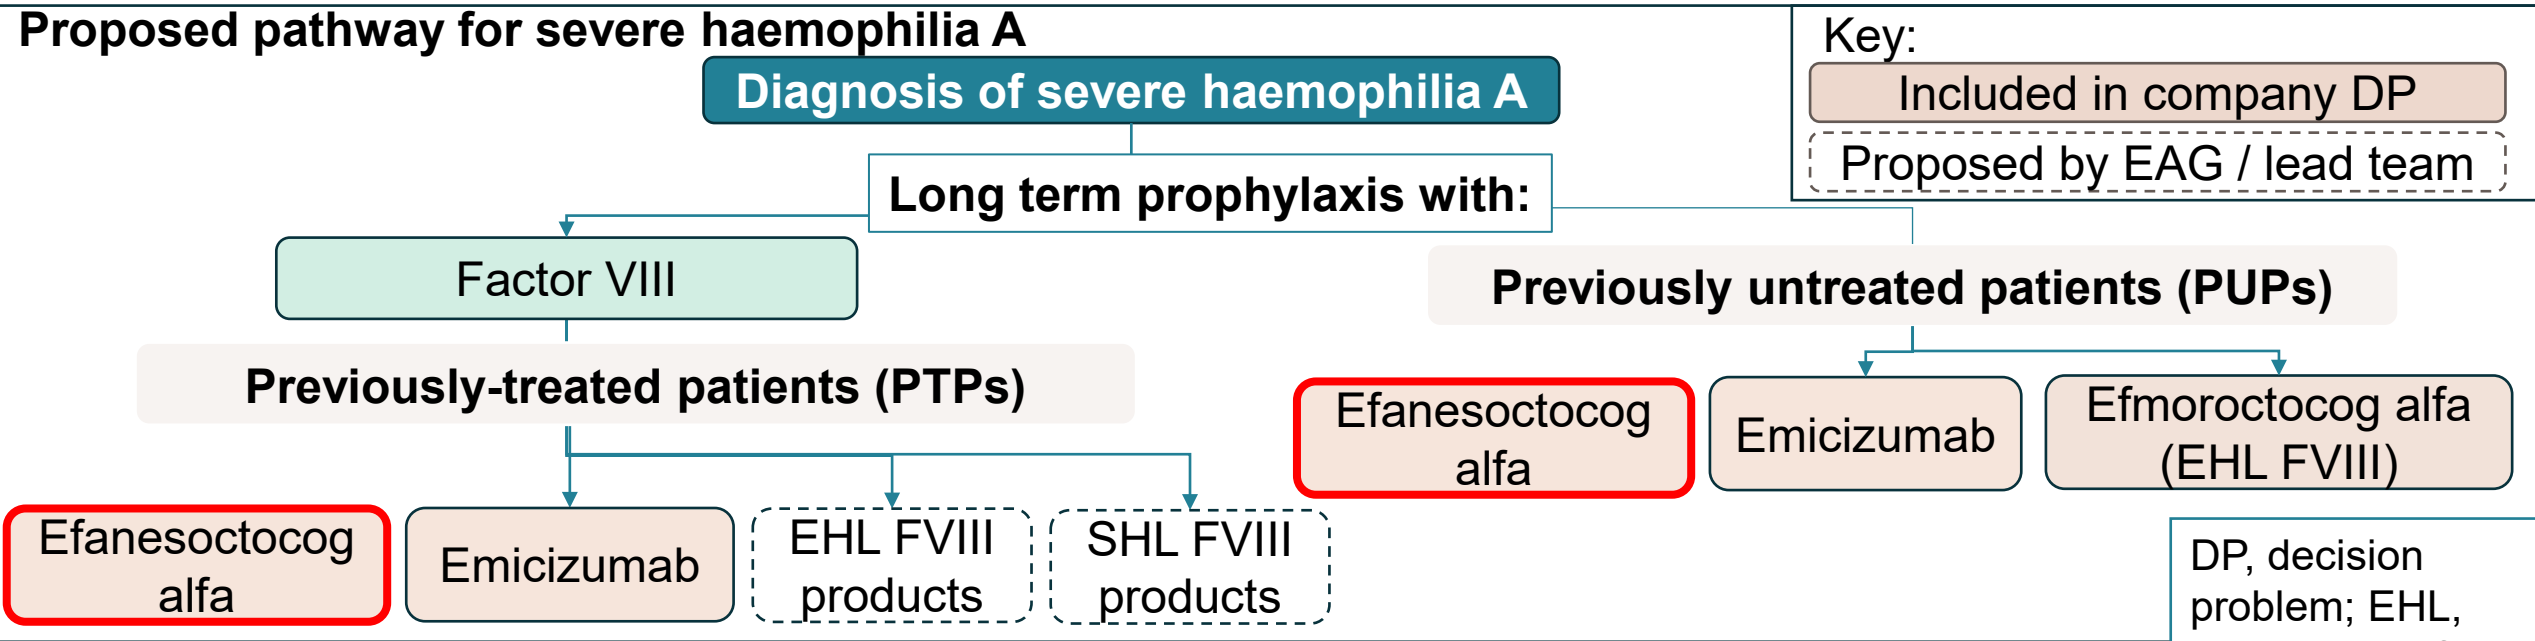 Proposed pathway for severe haemophilia A
Key:
Included in company DP
Proposed by EAG / lead team
Diagnosis of severe haemophilia A
Long term prophylaxis with:
Factor VIII
Previously-treated patients (PTPs)
Efanesoctocog
alfa
Emicizumab
EHL FVIII
products
SHL FVIII
products
Previously untreated patients (PUPs)
Efanesoctocog
alfa
Emicizumab
Efmoroctocog alfa
(EHL FVIII)
DP, decision
problem; EHL,